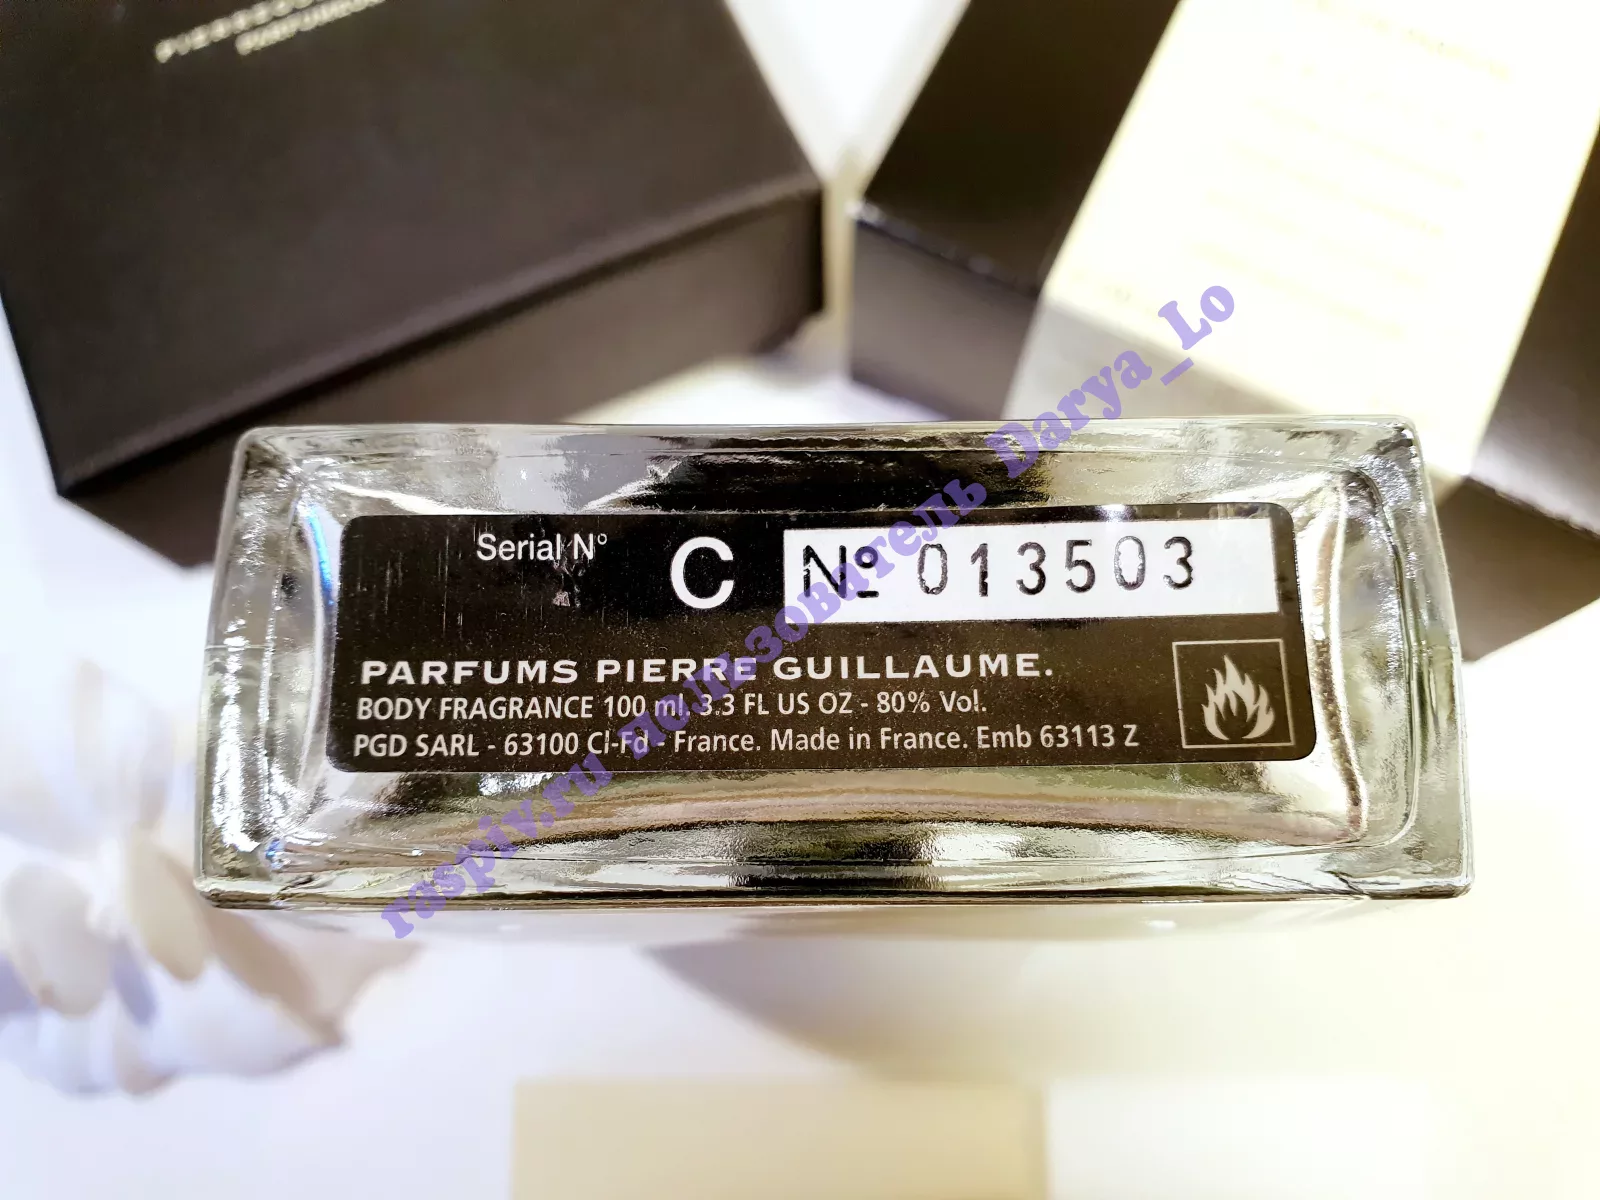 Serial N° C Nº 013503
PARFUMS PIERRE GUILLAUME.
BODY FRAGRANCE 100 ml. 3.3 FL US OZ - 80% Vol.
PGD SARL - 63100 Cl-Fd - France. Made in France. Emb 63113 Z
raspiv.ru пользователь Darya_Lo